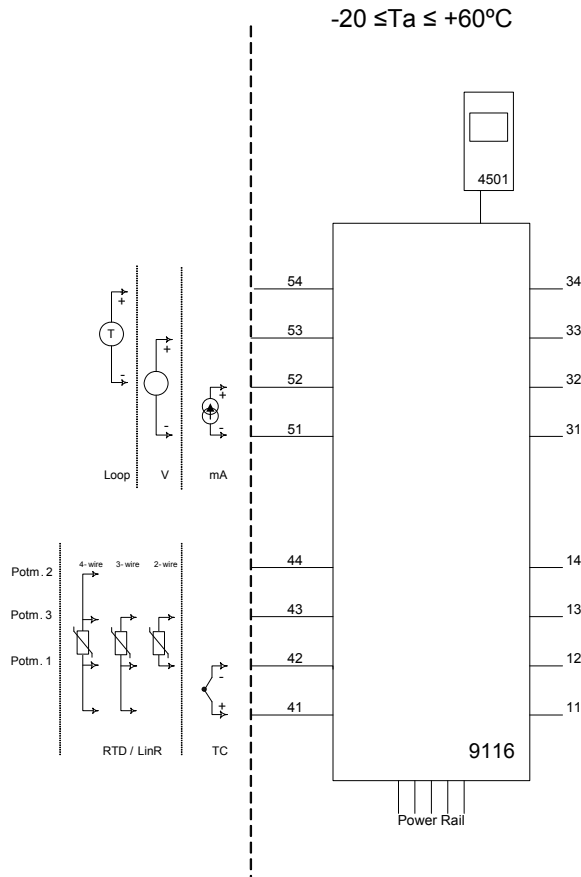 -20 ≤Ta ≤ +60ºC
4501
54
34
+
53
33
T
+
-
52
32
+
51
31
-
-
Loop
V
mA
4- wire
3- wire
2- wire
44
14
Potm. 2
Potm. 3
43
13
Potm. 1
42
12
-
+
41
11
RTD / LinR
TC
9116
Power Rail